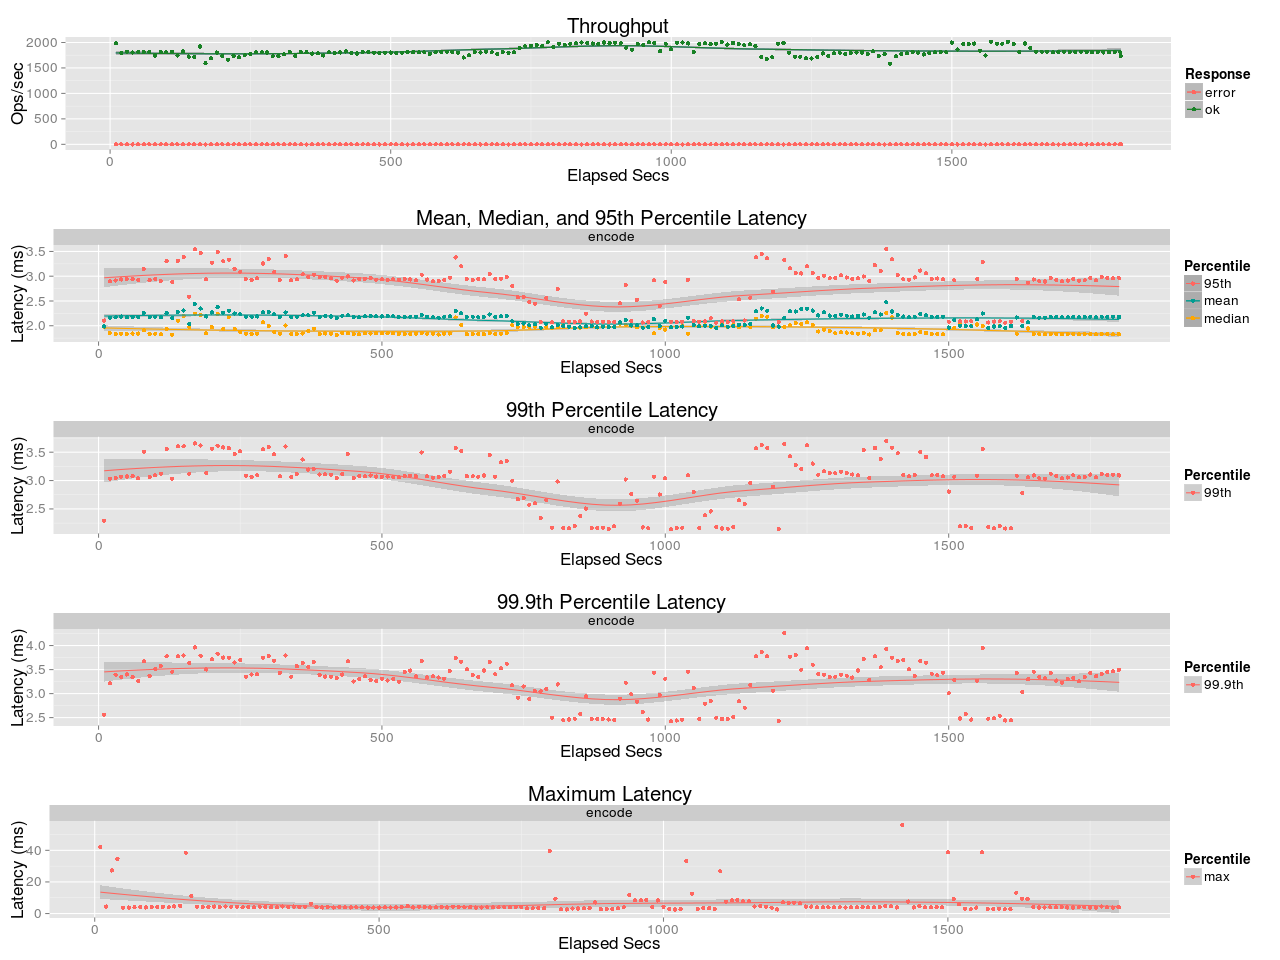 Throughput
2000
1500
1000
500
0
Ops/sec
0 500 1000 1500
Elapsed Secs
Response
error
ok
Mean, Median, and 95th Percentile Latency
encode
3.5
3.0
2.5
2.0
Latency (ms)
0 500 1000 1500
Elapsed Secs
Percentile
95th
mean
median
99th Percentile Latency
encode
3.5
3.0
2.5
Latency (ms)
0 500 1000 1500
Elapsed Secs
Percentile
99th
99.9th Percentile Latency
encode
4.0
3.5
3.0
2.5
Latency (ms)
0 500 1000 1500
Elapsed Secs
Percentile
99.9th
Maximum Latency
encode
40
20
0
Latency (ms)
0 500 1000 1500
Elapsed Secs
Percentile
max